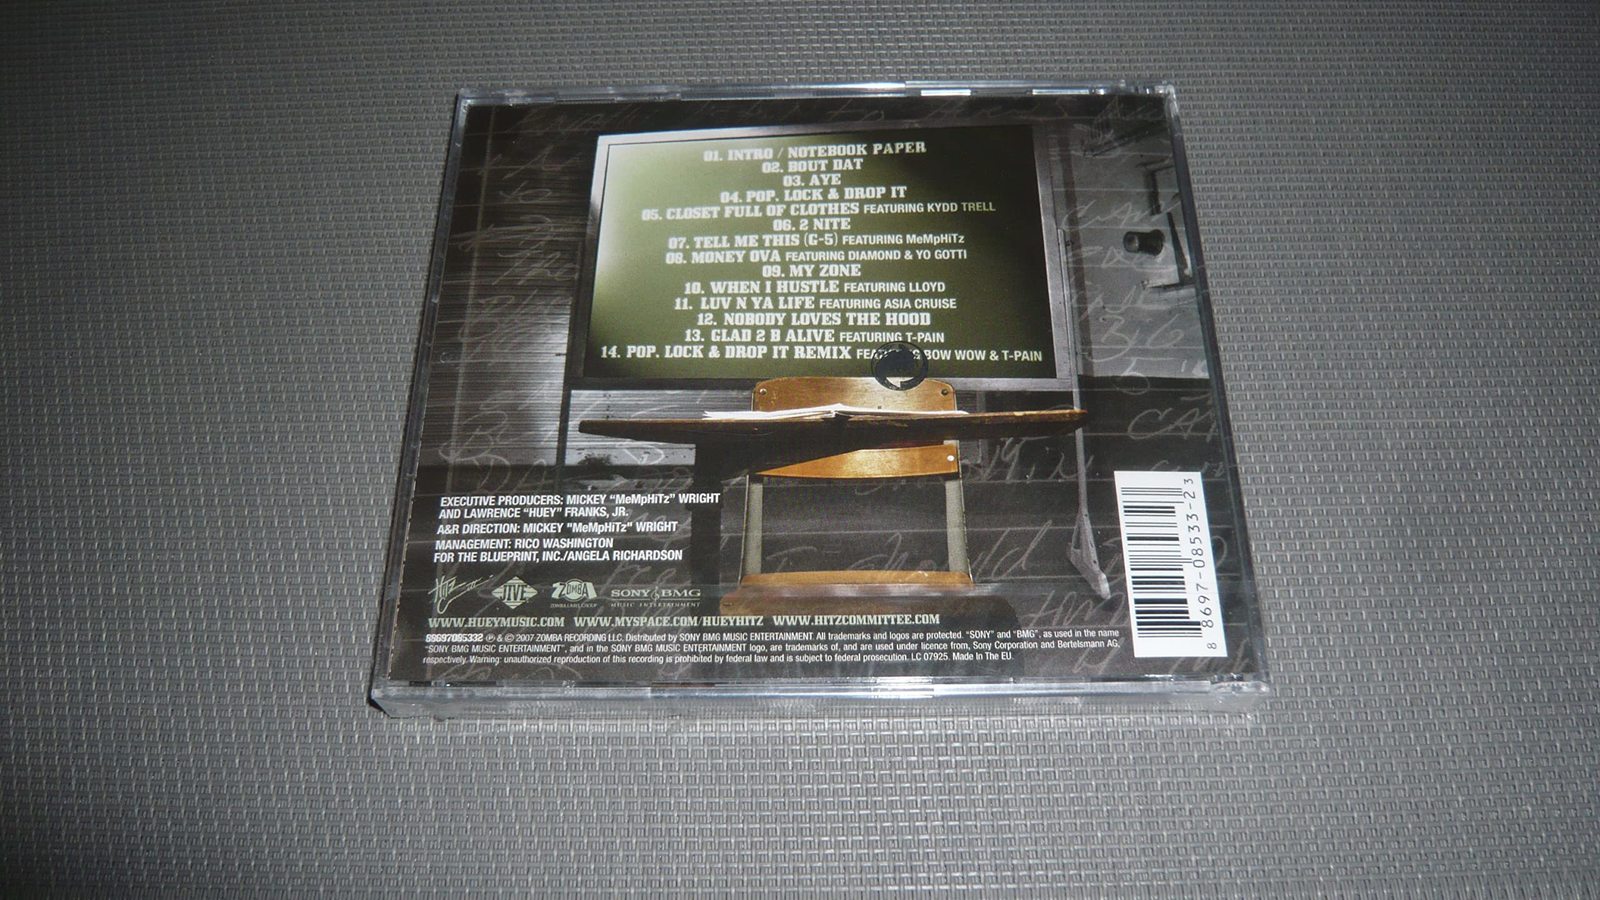 01. INTRO / NOTEBOOK PAPER
02. BOUT DAT
03. AYE
04. POP, LOCK & DROP IT
05. CLOSET FULL OF CLOTHES FEATURING KYDD TRELL
06. 2 NITE
07. TELL ME THIS (G-5) FEATURING MeMpHiTz
08. MONEY OVA FEATURING DIAMOND & YO GOTTI
09. MY ZONE
10. WHEN I HUSTLE FEATURING LLOYD
11. LUV N YA LIFE FEATURING ASIA CRUISE
12. NOBODY LOVES THE HOOD
13. GLAD 2 B ALIVE FEATURING T-PAIN
14. POP, LOCK & DROP IT REMIX FEATURING BOW WOW & T-PAIN
EXECUTIVE PRODUCERS: MICKEY "MeMpHiTz" WRIGHT
AND LAWRENCE "HUEY" FRANKS, JR.
A&R DIRECTION: MICKEY "MeMpHiTz" WRIGHT
MANAGEMENT: RICO WASHINGTON
FOR THE BLUEPRINT, INC./ANGELA RICHARDSON
HiTZ JIVE ZOMBA SONY BMG
ZOMBA LABEL GROUP MUSIC ENTERTAINMENT
WWW.HUEYMUSIC.COM WWW.MYSPACE.COM/HUEYHITZ WWW.HITZCOMMITTEE.COM
88697085332 ℗ & © 2007 ZOMBA RECORDING LLC. Distributed by SONY BMG MUSIC ENTERTAINMENT. All trademarks and logos are protected. "SONY" and "BMG", as used in the name
"SONY BMG MUSIC ENTERTAINMENT", and in the SONY BMG MUSIC ENTERTAINMENT logo, are trademarks of, and are used under licence from, Sony Corporation and Bertelsmann AG,
respectively. Warning: unauthorized reproduction of this recording is prohibited by federal law and is subject to federal prosecution. LC 07925. Made In The EU.
8 8697-08533-2 3